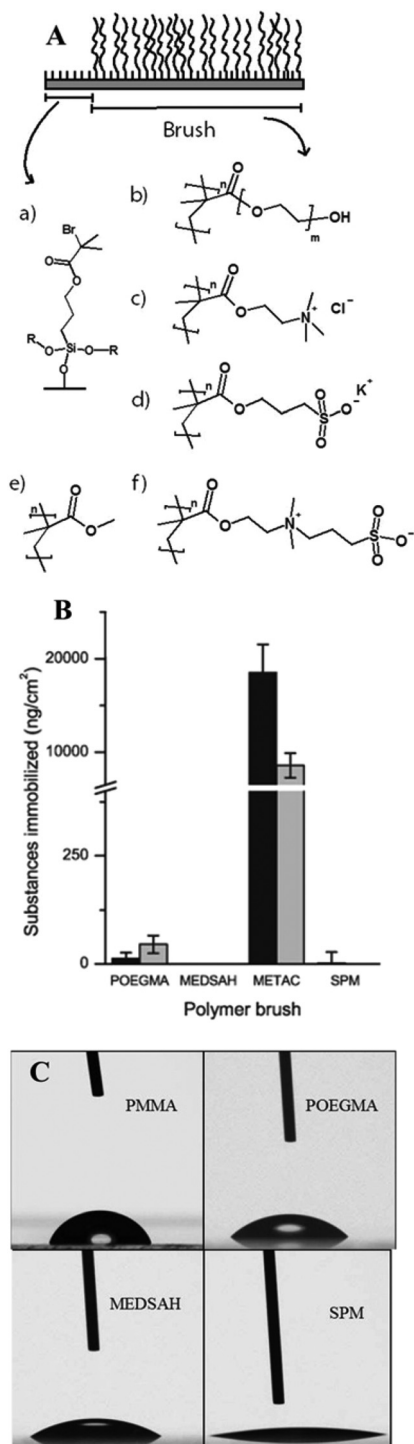 A
Brush
a)
Br
O
O
R
O
Si
O
R
O
b)
n
O
O
O
OH
m
c)
n
O
O
N+
Cl−
d)
n
O
O
S
O
O
O−
K+
e)
n
O
O
f)
n
O
O
N+
S
O
O
O−
B
Substances immobilized (ng/cm²)
20000
10000
250
0
POEGMA MEDSAH METAC SPM
Polymer brush
C
PMMA
POEGMA
MEDSAH
SPM